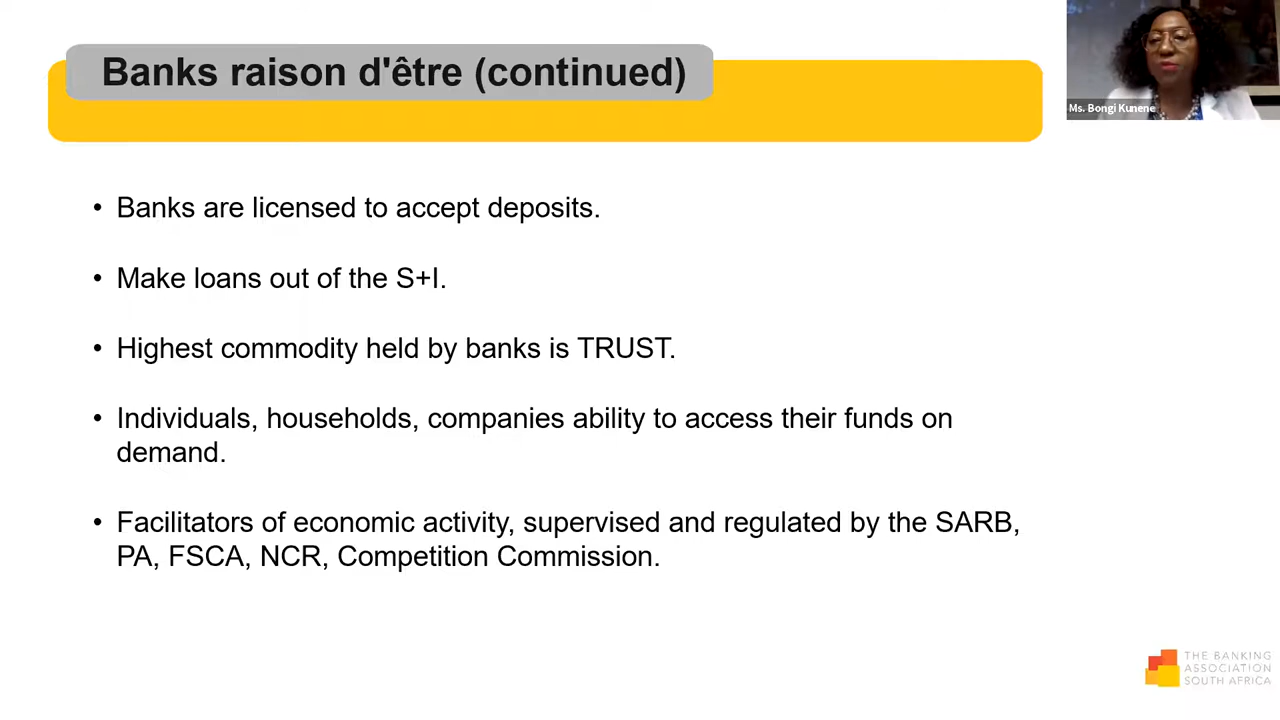 Banks raison d'être (continued)
Ms. Bongi Kunene
• Banks are licensed to accept deposits.
• Make loans out of the S+I.
• Highest commodity held by banks is TRUST.
• Individuals, households, companies ability to access their funds on
demand.
• Facilitators of economic activity, supervised and regulated by the SARB,
PA, FSCA, NCR, Competition Commission.
THE BANKING
ASSOCIATION
SOUTH AFRICA